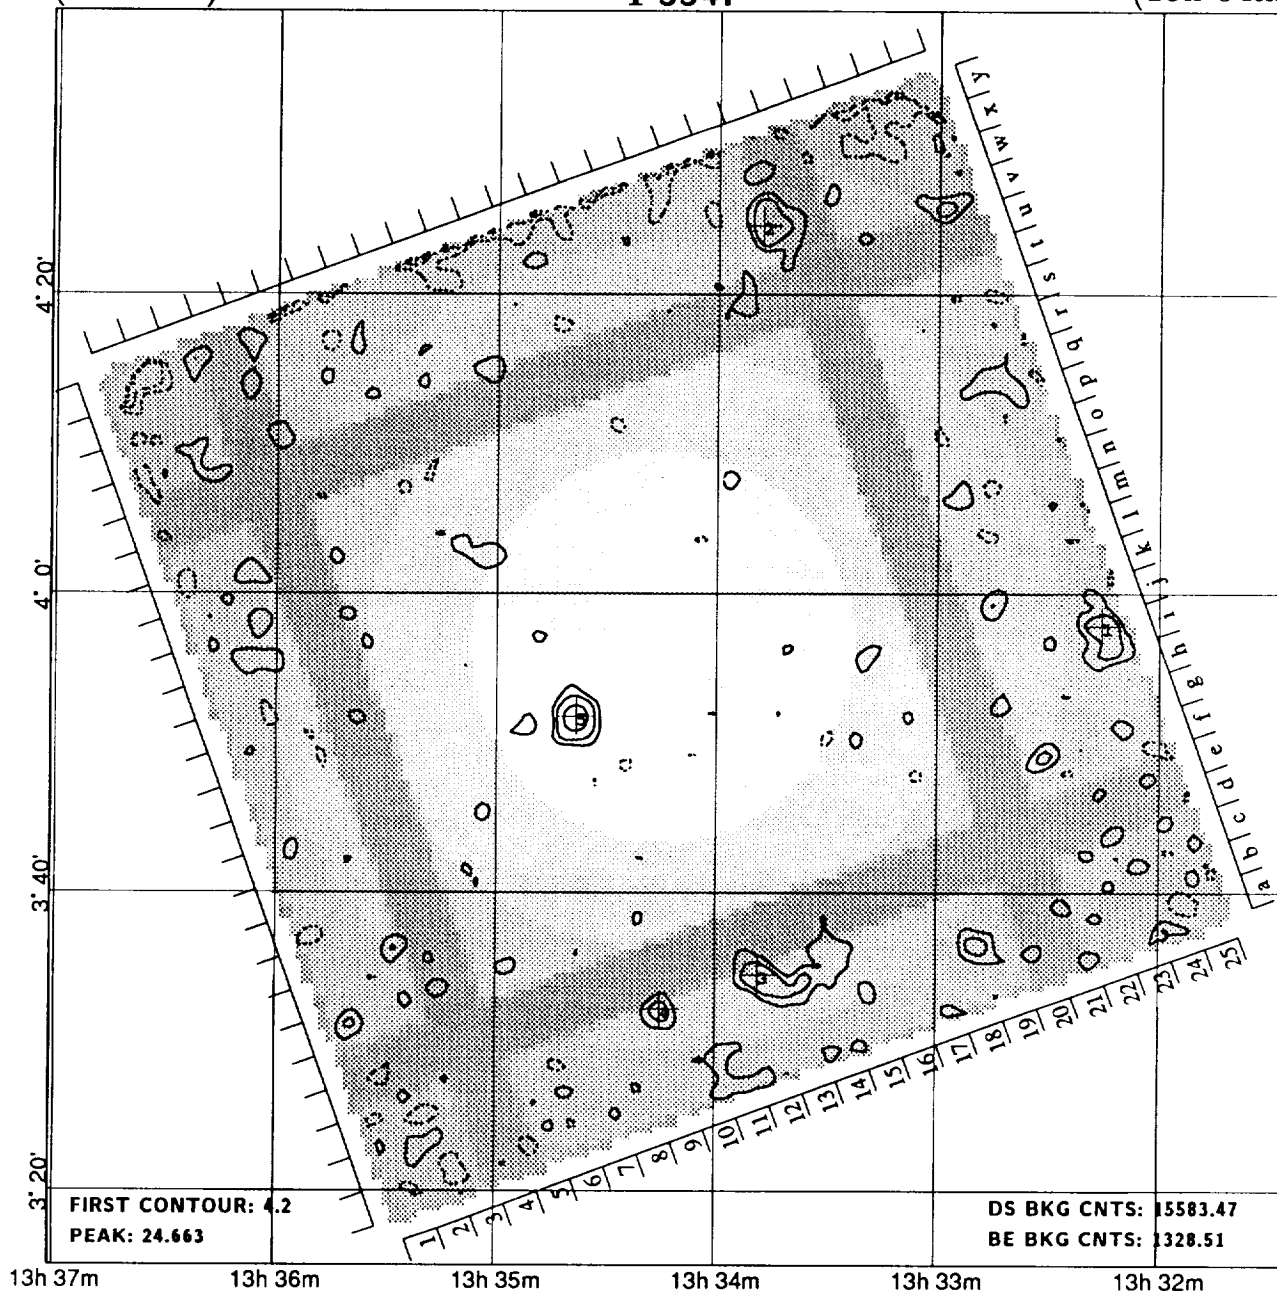 4° 20'
4° 0'
3° 40'
3° 20'
y
x
w
v
u
t
s
r
q
p
o
n
m
l
k
j
i
h
g
f
e
d
c
b
a
1
2
3
4
5
6
7
8
9
10
11
12
13
14
15
16
17
18
19
20
21
22
23
24
25
FIRST CONTOUR: 4.2
PEAK: 24.663
DS BKG CNTS: 15583.47
BE BKG CNTS: 1328.51
13h 37m 13h 36m 13h 35m 13h 34m 13h 33m 13h 32m